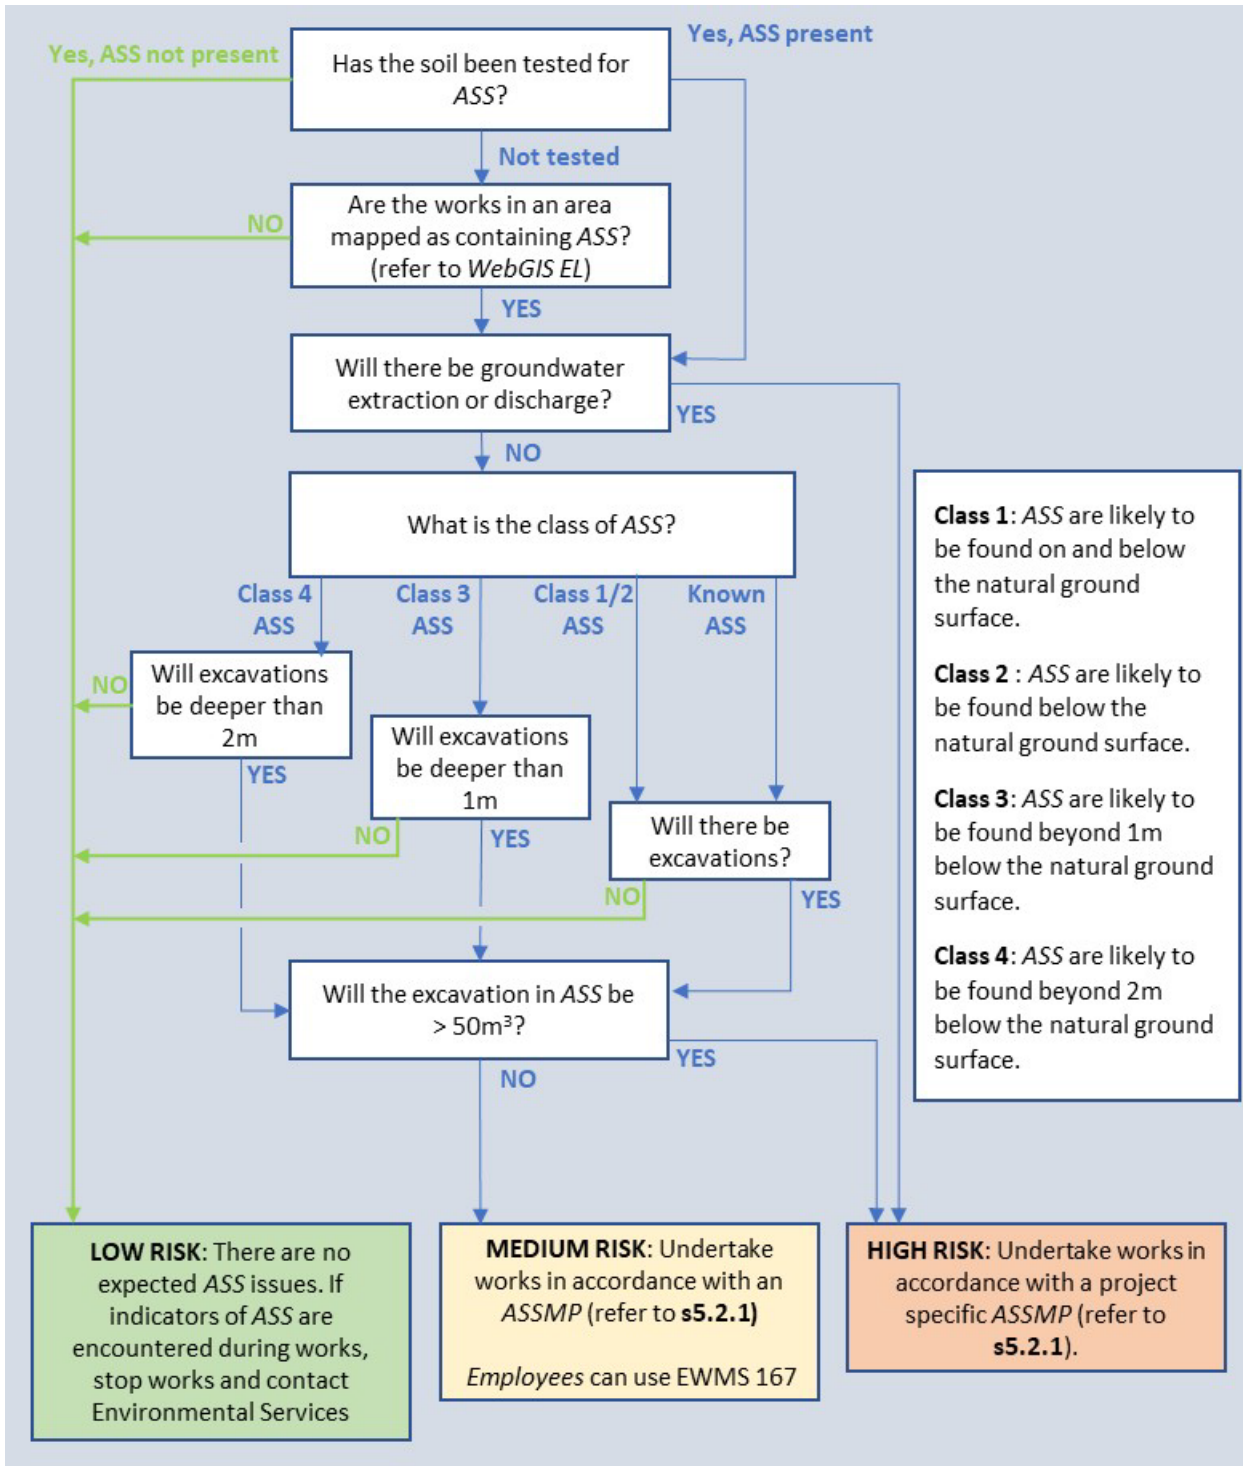 Yes, ASS not present
Yes, ASS present
Has the soil been tested for
ASS?
Not tested
Are the works in an area
mapped as containing ASS?
(refer to WebGIS EL)
NO
YES
Will there be groundwater
extraction or discharge?
YES
NO
What is the class of ASS?
Class 4
ASS
Class 3
ASS
Class 1/2
ASS
Known
ASS
Will excavations
be deeper than
2m
NO
YES
Will excavations
be deeper than
1m
NO
YES
Will there be
excavations?
NO
YES
Will the excavation in ASS be
> 50m³?
YES
NO
Class 1: ASS are likely to
be found on and below
the natural ground
surface.
Class 2 : ASS are likely to
be found below the
natural ground surface.
Class 3: ASS are likely to
be found beyond 1m
below the natural ground
surface.
Class 4: ASS are likely to
be found beyond 2m
below the natural ground
surface.
LOW RISK: There are no
expected ASS issues. If
indicators of ASS are
encountered during works,
stop works and contact
Environmental Services
MEDIUM RISK: Undertake
works in accordance with an
ASSMP (refer to s5.2.1)
Employees can use EWMS 167
HIGH RISK: Undertake works in
accordance with a project
specific ASSMP (refer to
s5.2.1).